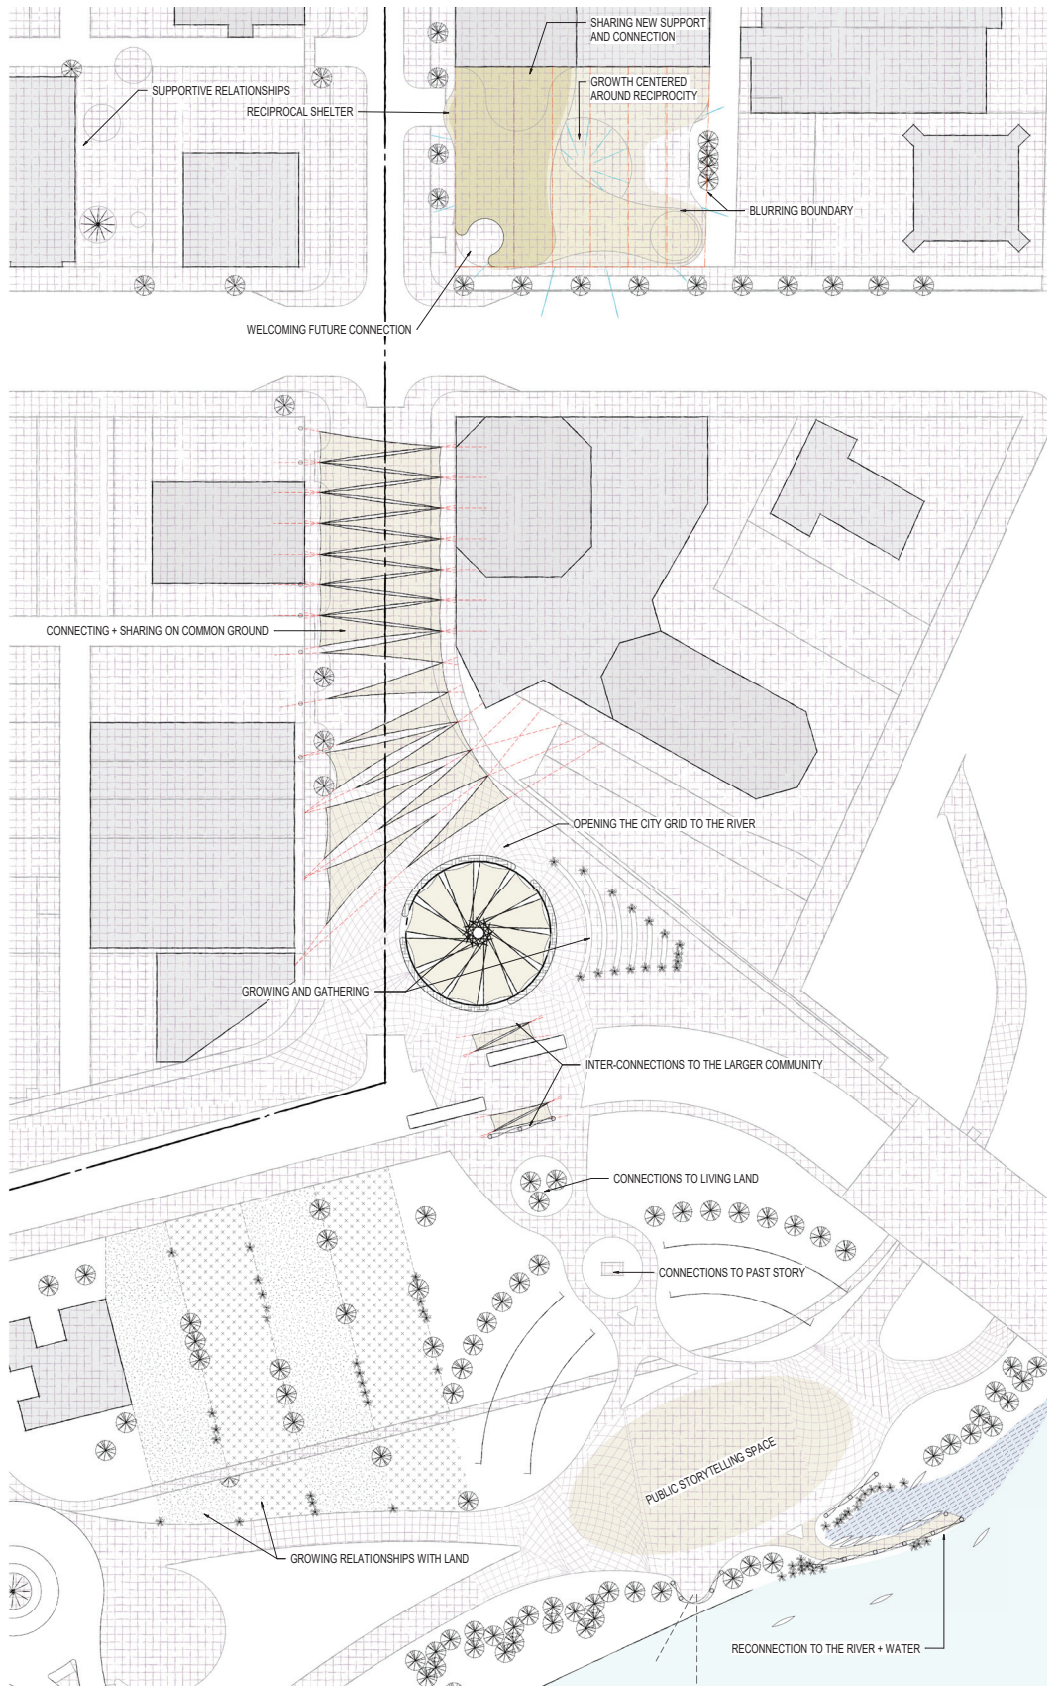 SHARING NEW SUPPORT
AND CONNECTION
SUPPORTIVE RELATIONSHIPS
GROWTH CENTERED
AROUND RECIPROCITY
RECIPROCAL SHELTER
BLURRING BOUNDARY
WELCOMING FUTURE CONNECTION
CONNECTING + SHARING ON COMMON GROUND
OPENING THE CITY GRID TO THE RIVER
GROWING AND GATHERING
INTER-CONNECTIONS TO THE LARGER COMMUNITY
CONNECTIONS TO LIVING LAND
CONNECTIONS TO PAST STORY
PUBLIC STORYTELLING SPACE
GROWING RELATIONSHIPS WITH LAND
RECONNECTION TO THE RIVER + WATER